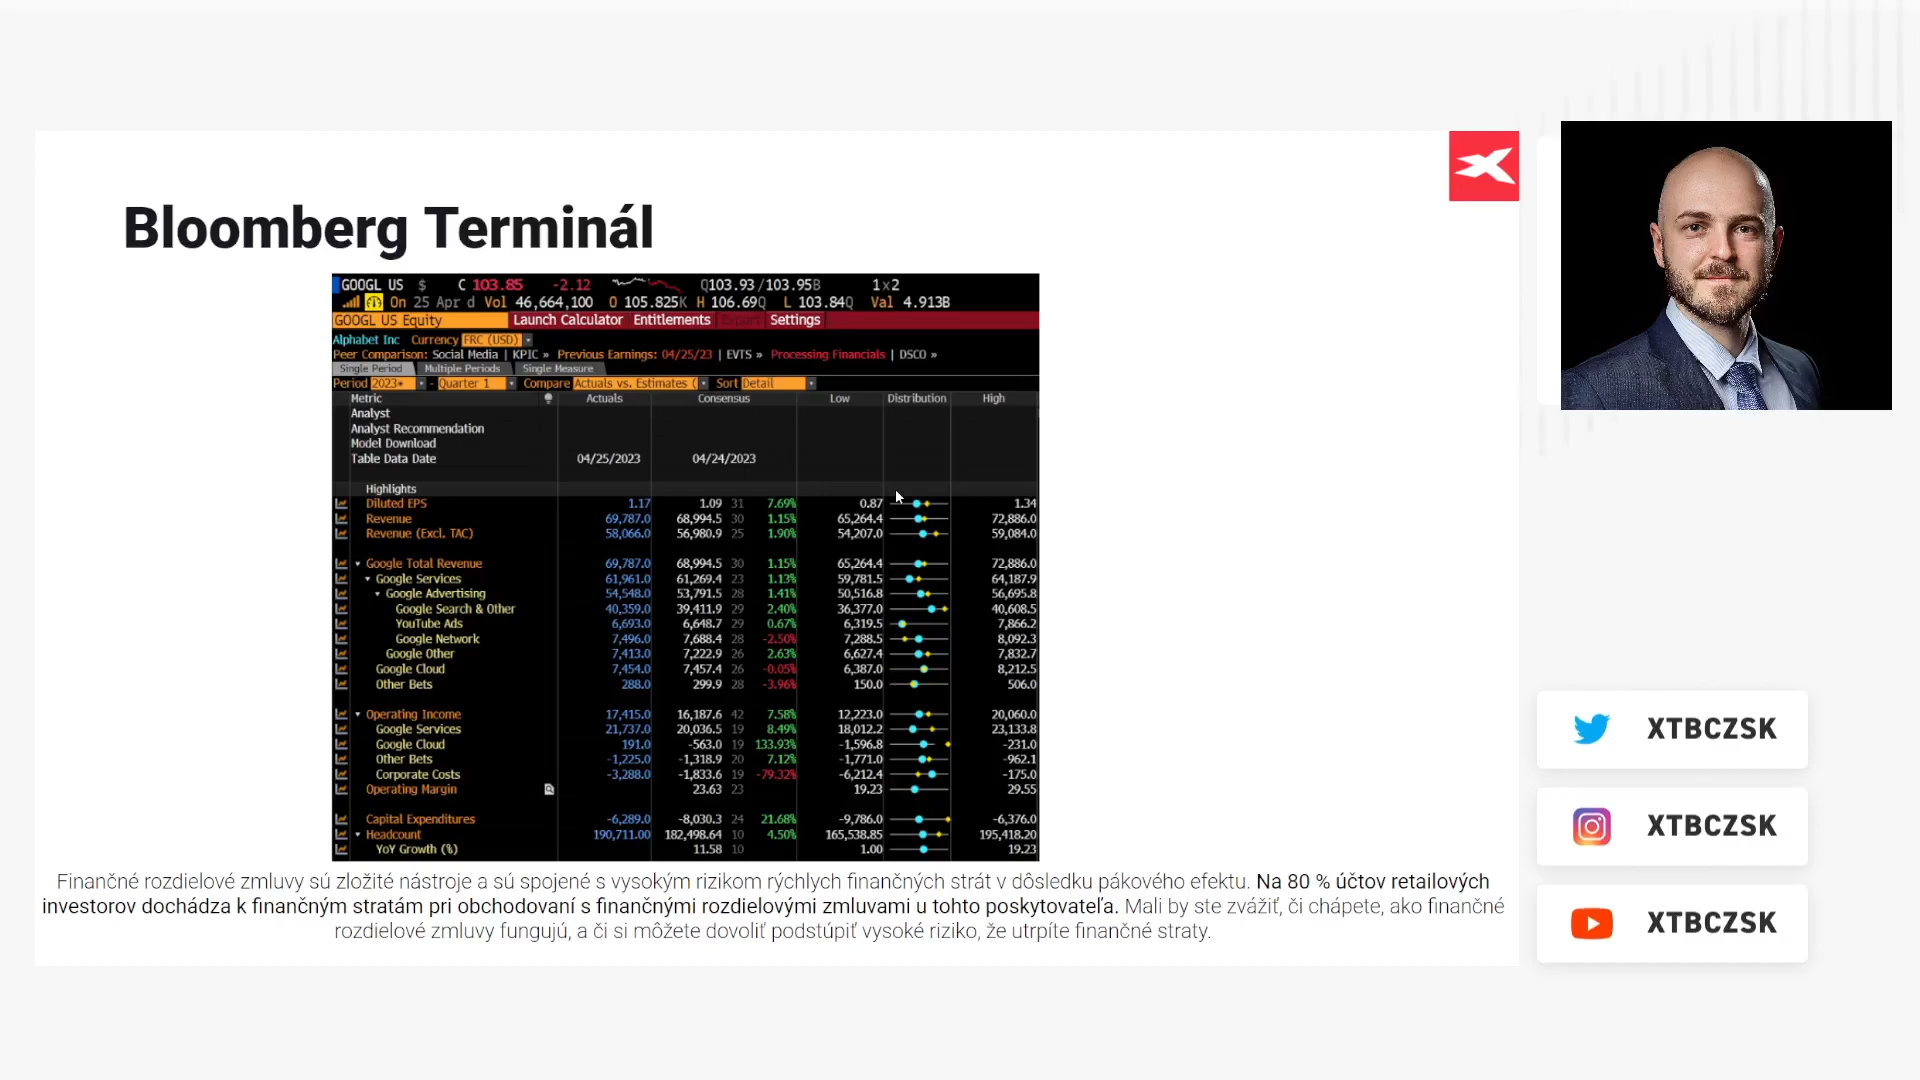 Bloomberg Terminál
GOOGL US $ C 103.85 -2.12 Q103.93/103.95B 1x2
On 25 Apr d Vol 46,664,100 O 105.825K H 106.69Q L 103.84Q Val 4.913B
GOOGL US Equity Launch Calculator Entitlements Export Settings
Alphabet Inc Currency FRC (USD)
Peer Comparison: Social Media | KPIC » Previous Earnings: 04/25/23 | EVTS » Processing Financials | DSCO »
Single Period Multiple Periods Single Measure
Period 2023* - Quarter 1 Compare Actuals vs. Estimates ( Sort Detail
Metric Actuals Consensus Low Distribution High
Analyst
Analyst Recommendation
Model Download
Table Data Date 04/25/2023 04/24/2023
Highlights
Diluted EPS 1.17 1.09 31 7.69% 0.87 1.34
Revenue 69,787.0 68,994.5 30 1.15% 65,264.4 72,886.0
Revenue (Excl. TAC) 58,066.0 56,980.9 25 1.90% 54,207.0 59,084.0
Google Total Revenue 69,787.0 68,994.5 30 1.15% 65,264.4 72,886.0
Google Services 61,961.0 61,269.4 23 1.13% 59,781.5 64,187.9
Google Advertising 54,548.0 53,791.5 28 1.41% 50,516.8 56,695.8
Google Search & Other 40,359.0 39,411.9 29 2.40% 36,377.0 40,608.5
YouTube Ads 6,693.0 6,648.7 29 0.67% 6,319.5 7,866.2
Google Network 7,496.0 7,688.4 28 -2.50% 7,288.5 8,092.3
Google Other 7,413.0 7,222.9 26 2.63% 6,627.4 7,832.7
Google Cloud 7,454.0 7,457.4 26 -0.05% 6,387.0 8,212.5
Other Bets 288.0 299.9 28 -3.96% 150.0 506.0
Operating Income 17,415.0 16,187.6 42 7.58% 12,223.0 20,060.0
Google Services 21,737.0 20,036.5 19 8.49% 18,012.2 23,133.8
Google Cloud 191.0 -563.0 19 133.93% -1,596.8 -231.0
Other Bets -1,225.0 -1,318.9 20 7.12% -1,771.0 -962.1
Corporate Costs -3,288.0 -1,833.6 19 -79.32% -6,212.4 -175.0
Operating Margin 23.63 23 19.23 29.55
Capital Expenditures -6,289.0 -8,030.3 24 21.68% -9,786.0 -6,376.0
Headcount 190,711.00 182,498.64 10 4.50% 165,538.85 195,418.20
YoY Growth (%) 11.58 10 1.00 19.23
Finančné rozdielové zmluvy sú zložité nástroje a sú spojené s vysokým rizikom rýchlych finančných strát v dôsledku pákového efektu. Na 80 % účtov retailových
investorov dochádza k finančným stratám pri obchodovaní s finančnými rozdielovými zmluvami u tohto poskytovateľa. Mali by ste zvážiť, či chápete, ako finančné
rozdielové zmluvy fungujú, a či si môžete dovoliť podstúpiť vysoké riziko, že utrpíte finančné straty.
XTBCZSK
XTBCZSK
XTBCZSK